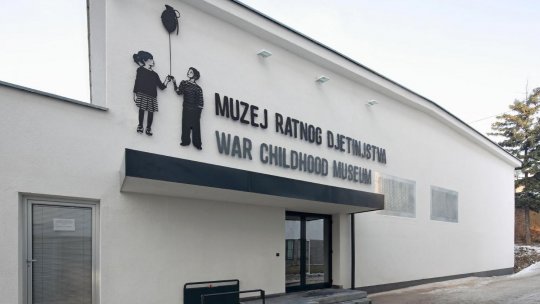 MUZEJ RATNOG DJETINJSTVA
WAR CHILDHOOD MUSEUM